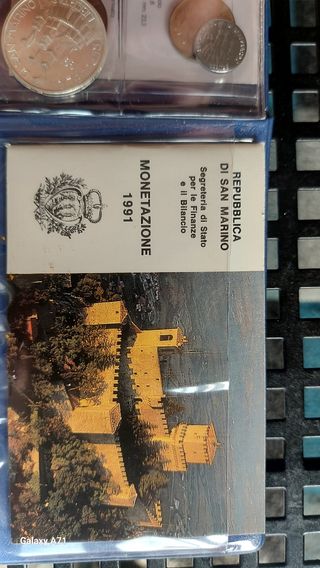 REPUBBLICA
DI SAN MARINO
Segreteria di Stato
per le Finanze
e il Bilancio
MONETAZIONE
1991
Galaxy A71